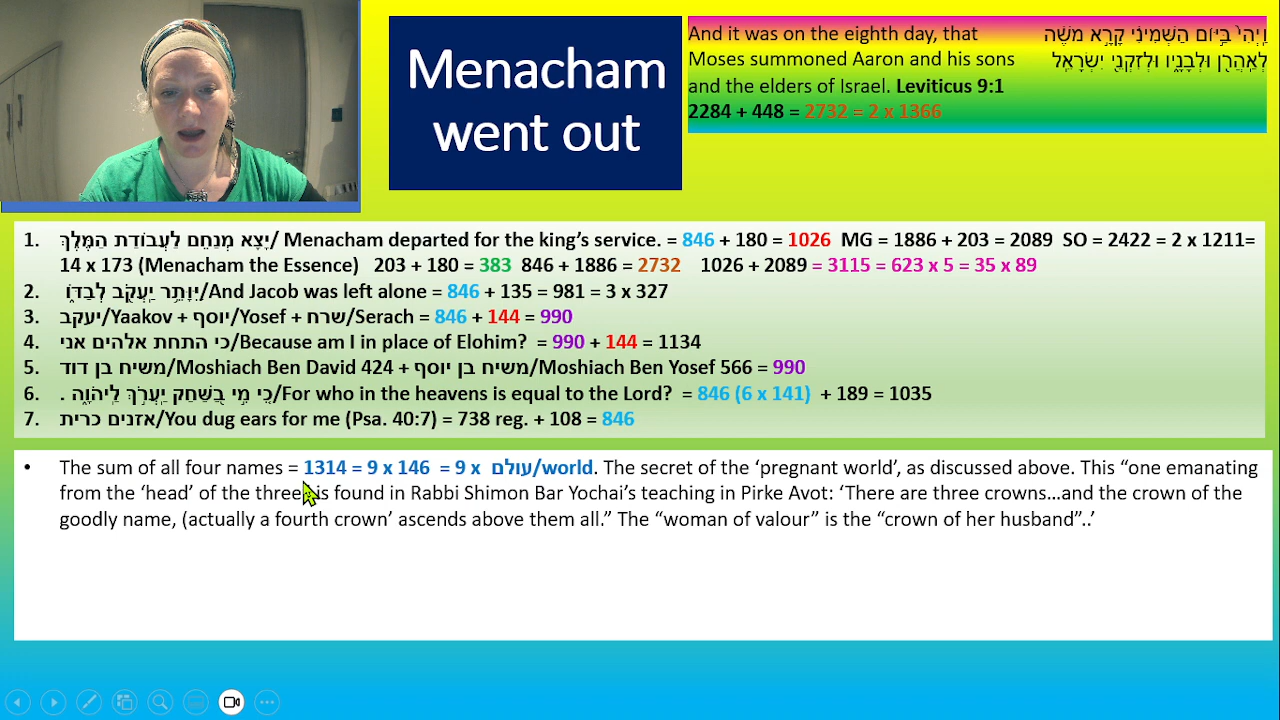 Menacham
went out
And it was on the eighth day, that
Moses summoned Aaron and his sons
and the elders of Israel. Leviticus 9:1
2284 + 448 = 2732 = 2 x 1366
וַיְהִי֙ בַּיּ֣וֹם הַשְּׁמִינִ֔י קָרָ֣א מֹשֶׁ֔ה
לְאַהֲרֹ֖ן וּלְבָנָ֑יו וּלְזִקְנֵ֖י יִשְׂרָאֵֽל
1. יָצָא מְנַחֵם לַעֲבוֹדַת הַמֶּלֶךְ/ Menacham departed for the king’s service. = 846 + 180 = 1026 MG = 1886 + 203 = 2089 SO = 2422 = 2 x 1211=
14 x 173 (Menacham the Essence) 203 + 180 = 383 846 + 1886 = 2732 1026 + 2089 = 3115 = 623 x 5 = 35 x 89
2. וַיִּוָּתֵ֥ר יַעֲקֹ֖ב לְבַדּ֑וֹ/And Jacob was left alone = 846 + 135 = 981 = 3 x 327
3. יעקב/Yaakov + יוסף/Yosef + שרח/Serach = 846 + 144 = 990
4. כי התחת אלהים אני/Because am I in place of Elohim? = 990 + 144 = 1134
5. משיח בן דוד/Moshiach Ben David 424 + משיח בן יוסף/Moshiach Ben Yosef 566 = 990
6. . כִּ֤י מִ֣י בַ֭שַּׁחַק יַעֲרֹ֣ךְ לַֽיהֹוָ֑ה/For who in the heavens is equal to the Lord? = 846 (6 x 141) + 189 = 1035
7. אזנים כרית/You dug ears for me (Psa. 40:7) = 738 reg. + 108 = 846
• The sum of all four names = 1314 = 9 x 146 = 9 x עולם/world. The secret of the ‘pregnant world’, as discussed above. This “one emanating
from the ‘head’ of the three is found in Rabbi Shimon Bar Yochai’s teaching in Pirke Avot: ‘There are three crowns…and the crown of the
goodly name, (actually a fourth crown’ ascends above them all.” The “woman of valour” is the “crown of her husband”..’